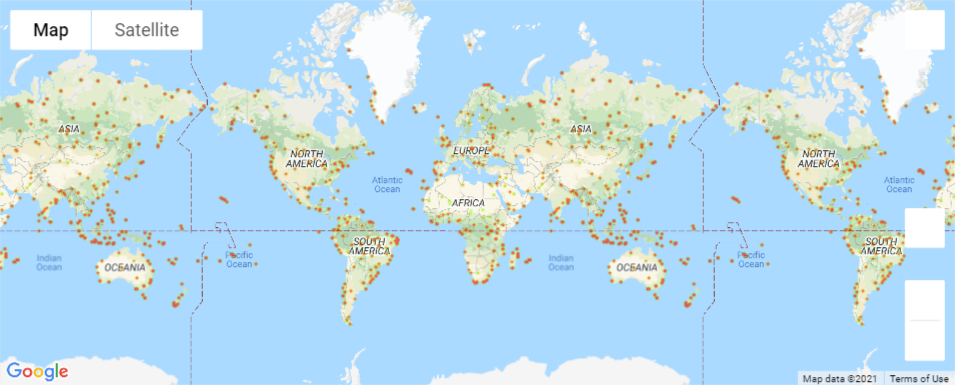 Map
Satellite
ASIA
EUROPE
ASIA
NORTH
AMERICA
NORTH
AMERICA
Atlantic
Ocean
Atlantic
Ocean
AFRICA
SOUTH
AMERICA
SOUTH
AMERICA
Indian
Ocean
OCEANIA
Pacific
Ocean
Indian
Ocean
OCEANIA
Pacific
Ocean
Google
Map data ©2021
Terms of Use